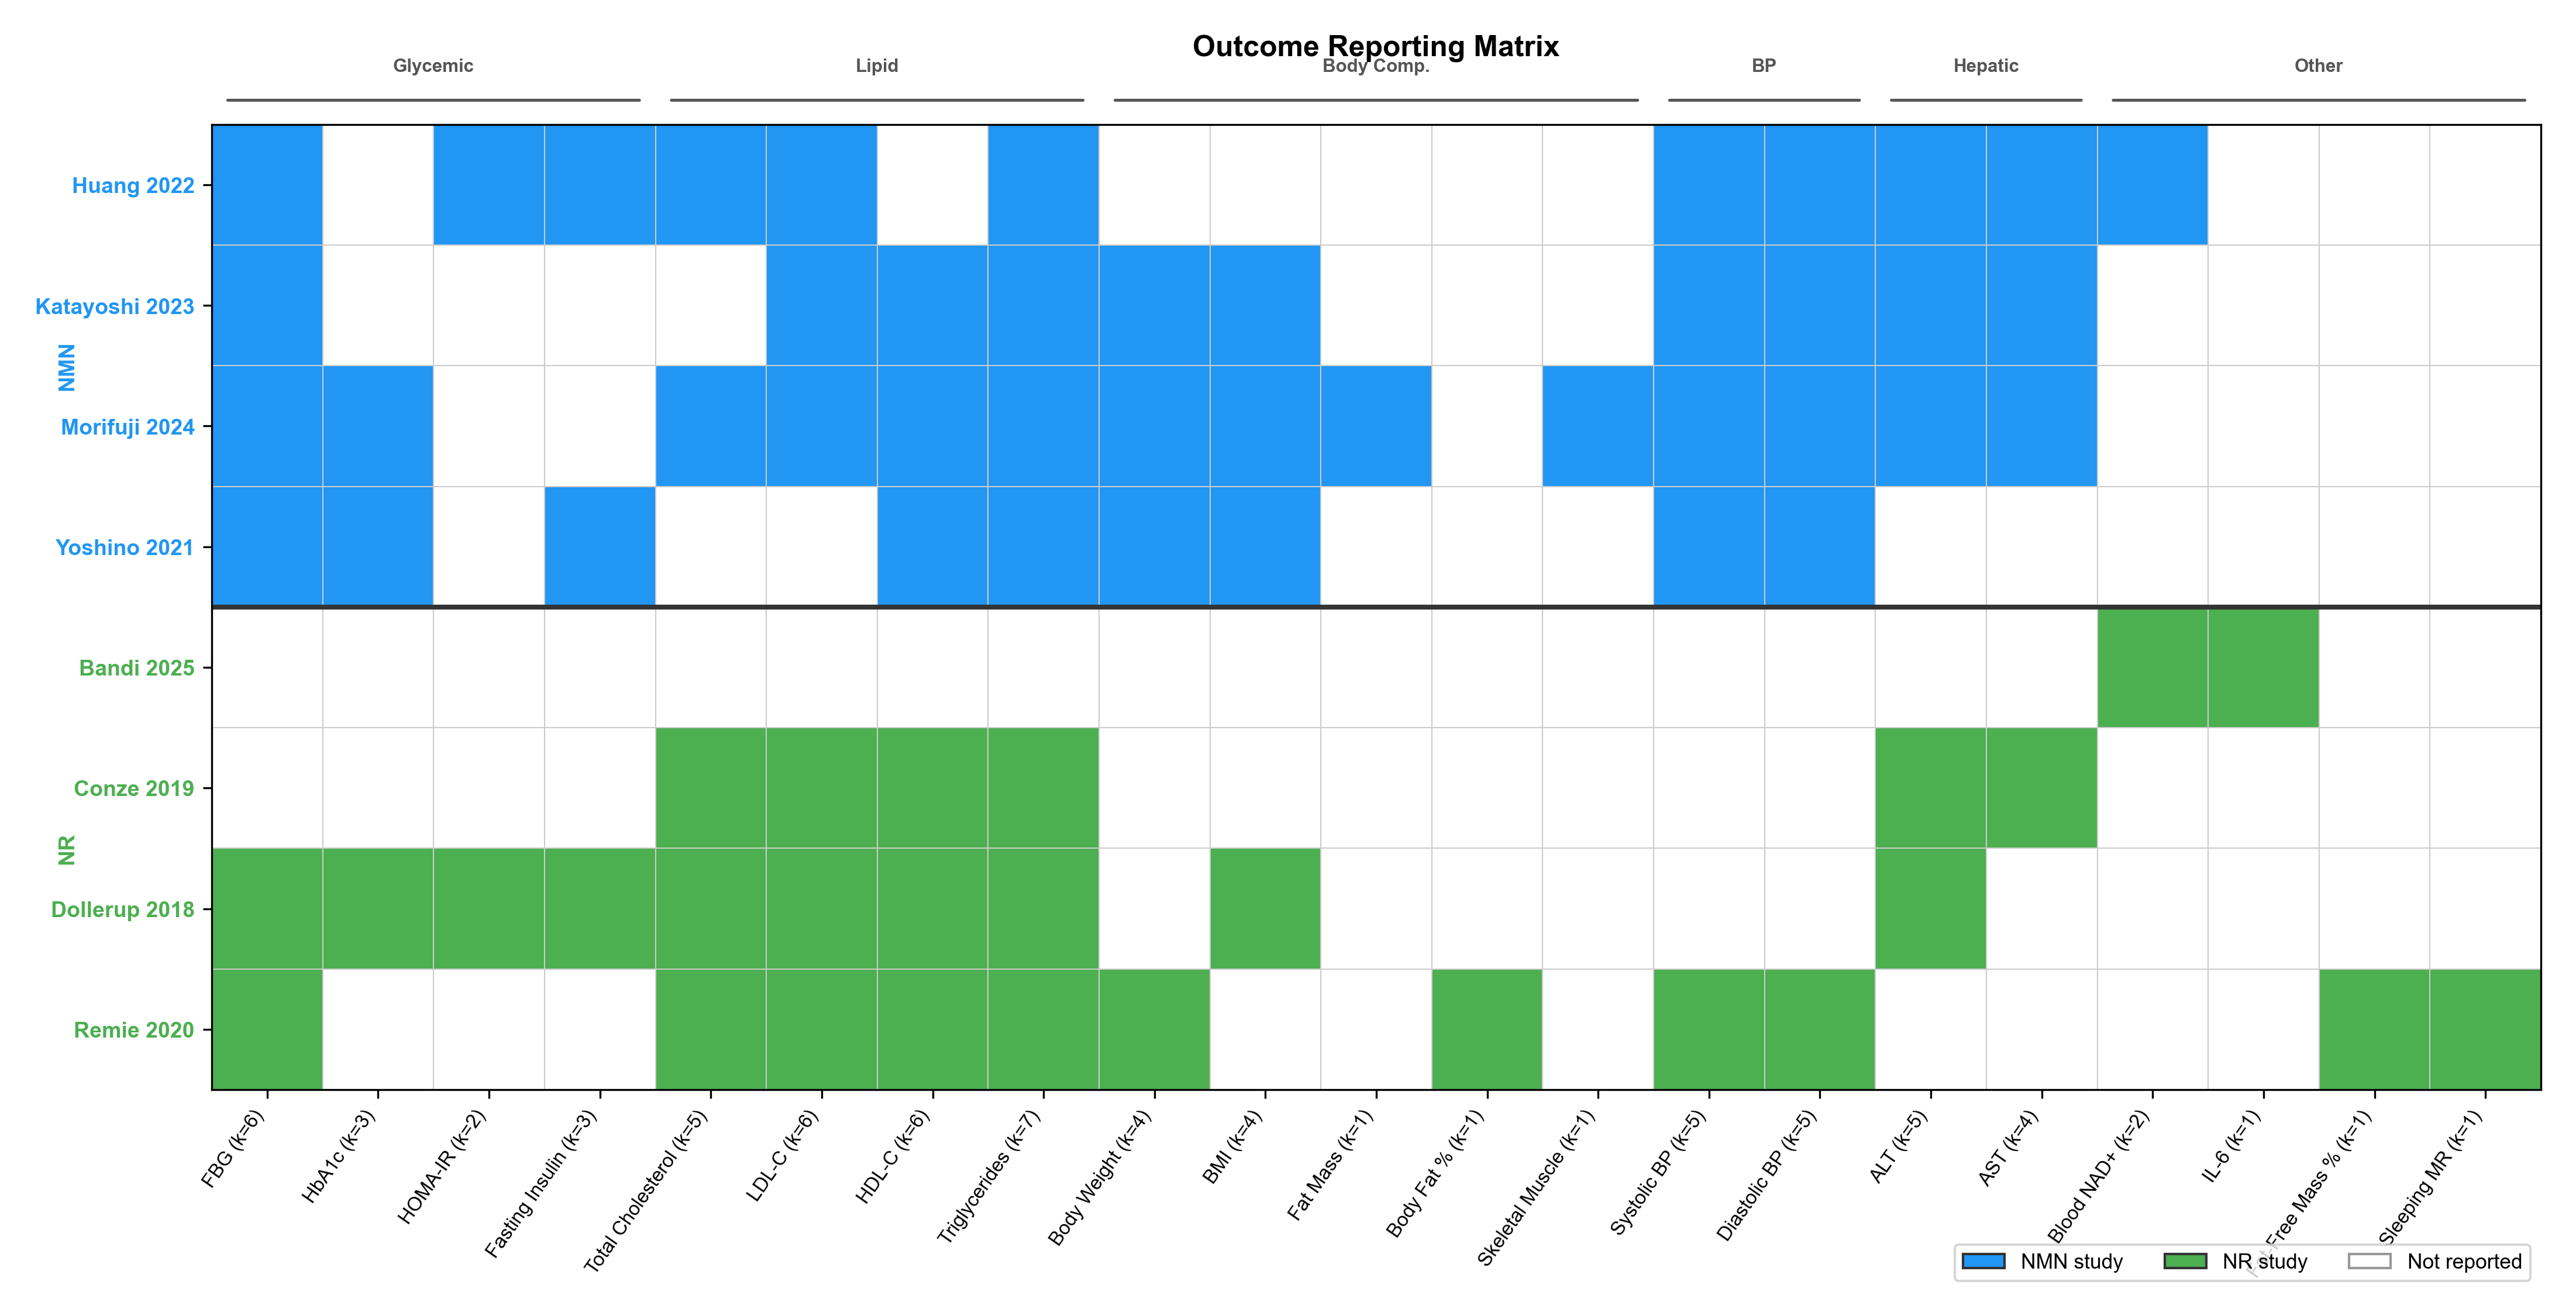 Outcome Reporting Matrix
Glycemic
Lipid
Body Comp.
BP
Hepatic
Other
NMN
Huang 2022
Katayoshi 2023
Morifuji 2024
Yoshino 2021
NR
Bandi 2025
Conze 2019
Dollerup 2018
Remie 2020
FBG (k=6)
HbA1c (k=3)
HOMA-IR (k=2)
Fasting Insulin (k=3)
Total Cholesterol (k=5)
LDL-C (k=6)
HDL-C (k=6)
Triglycerides (k=7)
Body Weight (k=4)
BMI (k=4)
Fat Mass (k=1)
Body Fat % (k=1)
Skeletal Muscle (k=1)
Systolic BP (k=5)
Diastolic BP (k=5)
ALT (k=5)
AST (k=4)
Blood NAD+ (k=2)
IL-6 (k=1)
Fat-Free Mass % (k=1)
Sleeping MR (k=1)
NMN study
NR study
Not reported